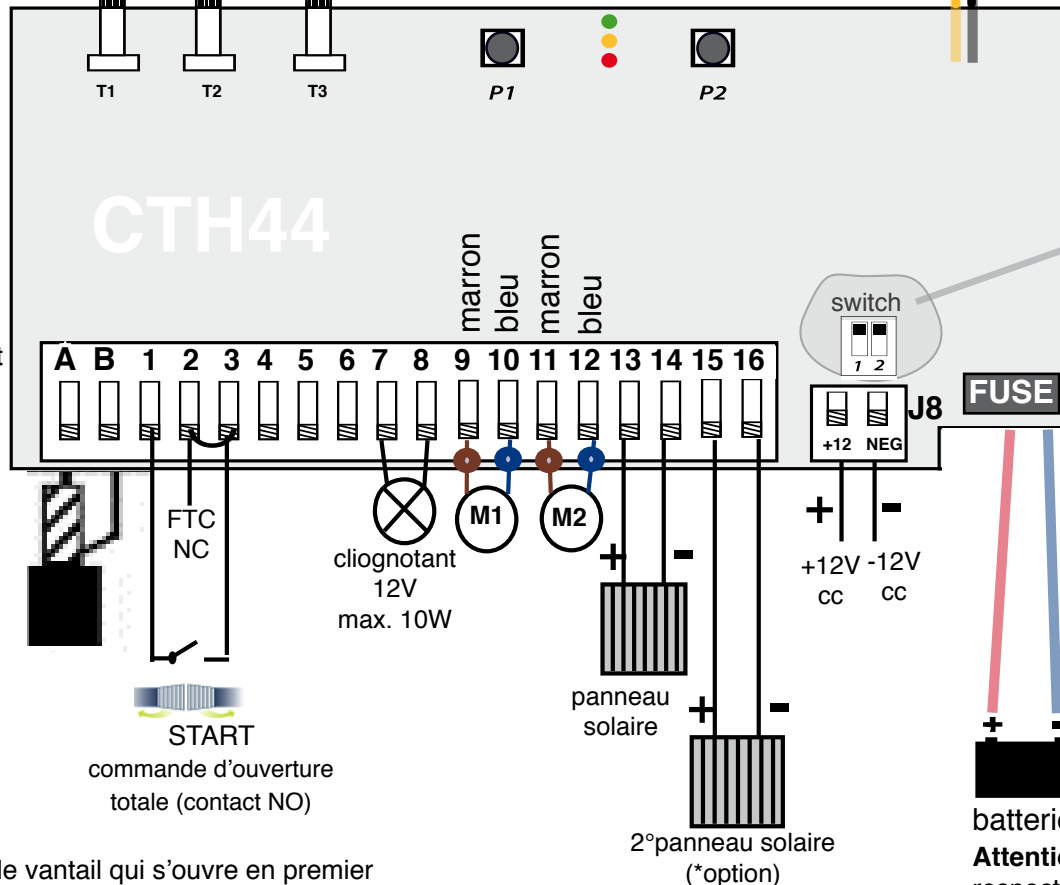 T1 T2 T3 P1 P2
CTH44
marron bleu marron bleu
switch
1 2
A B 1 2 3 4 5 6 7 8 9 10 11 12 13 14 15 16
J8
FUSE
+12 NEG
FTC
NC
M1 M2
+ -
+ -
+12V -12V
cc cc
cliognotant
12V
max. 10W
+ -
panneau
solaire
+ -
2°panneau solaire
(*option)
START
commande d'ouverture
totale (contact NO)
+ -
batterie
Attenti
respect
le vantail qui s'ouvre en premier